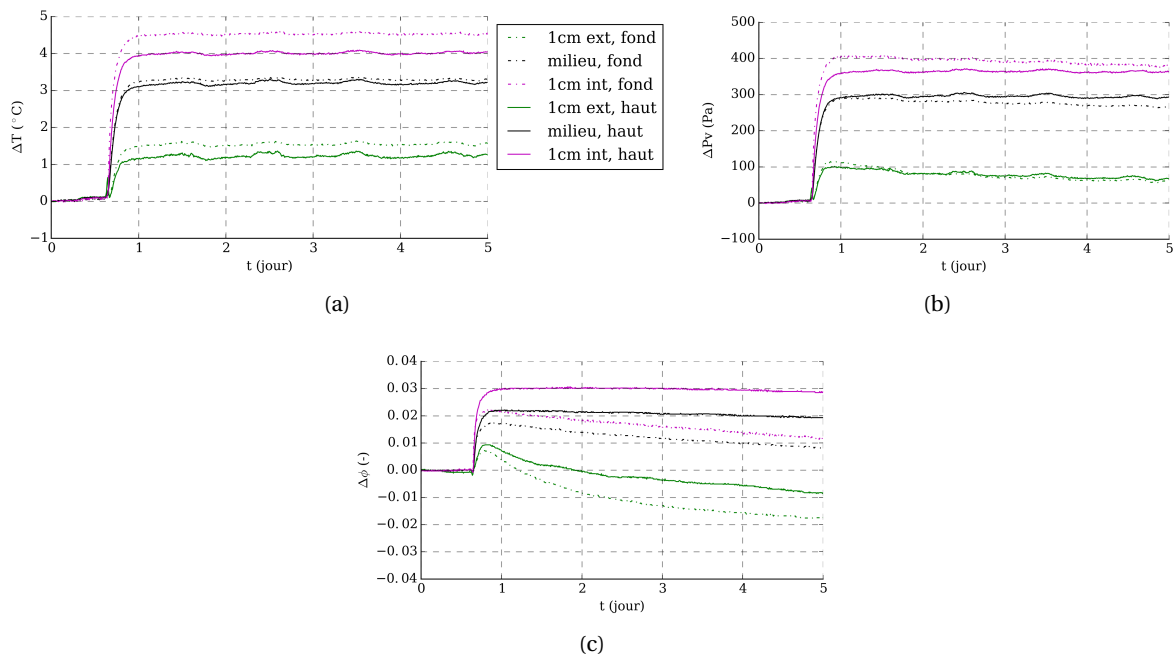 5
4
3
2
1
0
−1
ΔT (°C)
0 1 2 3 4 5
t (jour)
(a)
1cm ext, fond
milieu, fond
1cm int, fond
1cm ext, haut
milieu, haut
1cm int, haut
500
400
300
200
100
0
−100
ΔPv (Pa)
0 1 2 3 4 5
t (jour)
(b)
0.04
0.03
0.02
0.01
0.00
−0.01
−0.02
−0.03
−0.04
Δϕ (-)
0 1 2 3 4 5
t (jour)
(c)